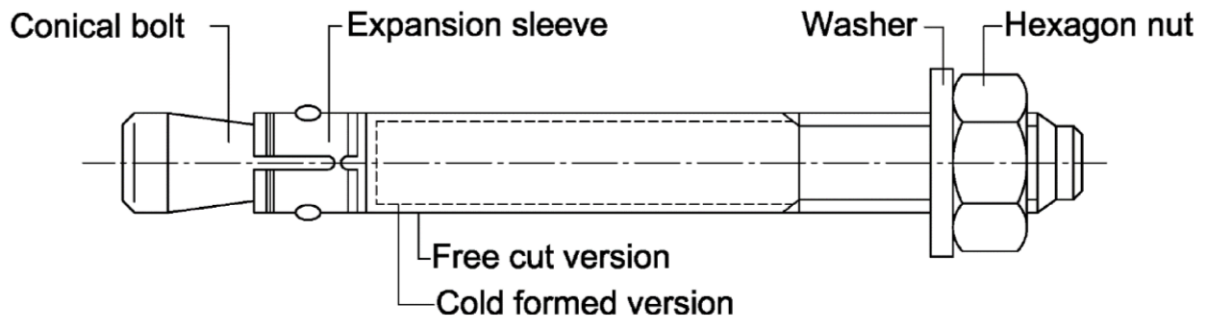 Conical bolt
Expansion sleeve
Washer
Hexagon nut
Free cut version
Cold formed version